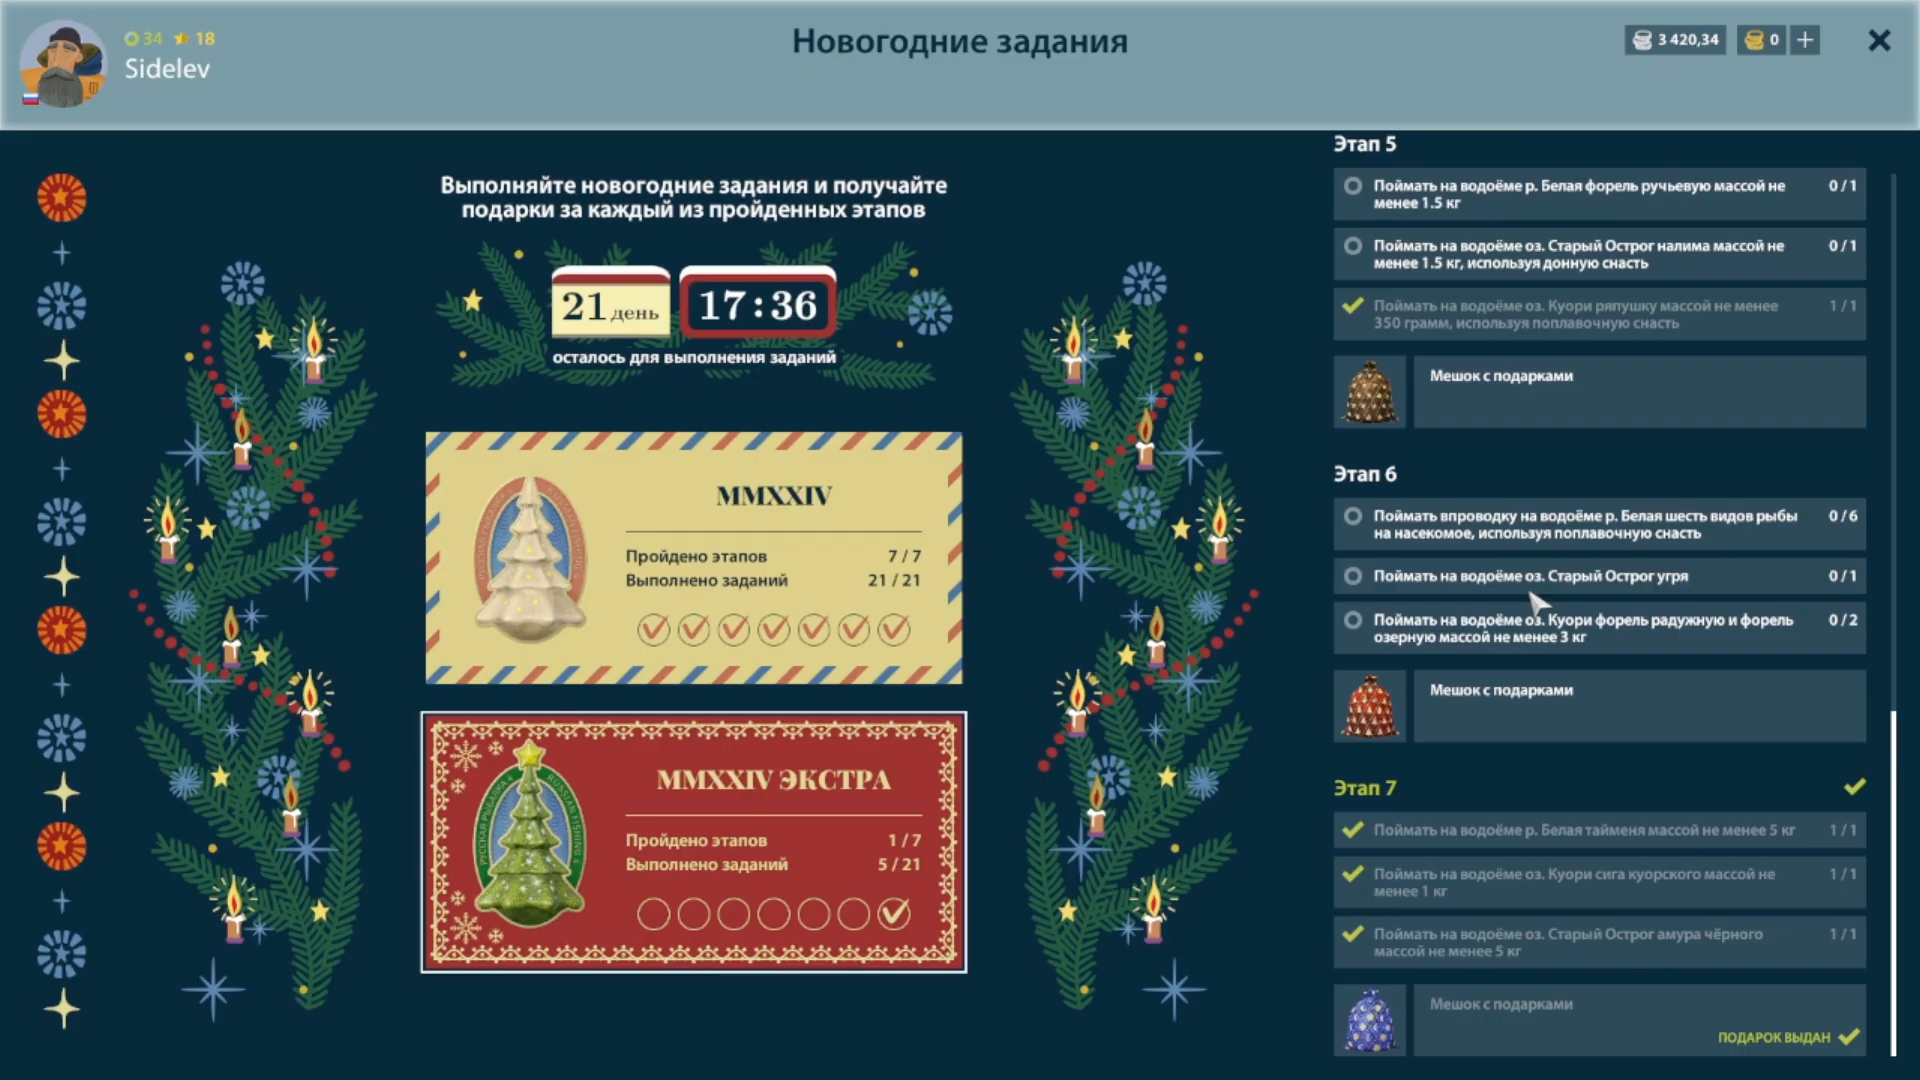 34 18
Sidelev
Новогодние задания
3 420,34
0
Выполняйте новогодние задания и получайте
подарки за каждый из пройденных этапов
21 день
17:36
осталось для выполнения заданий
MMXXIV
Пройдено этапов 7 / 7
Выполнено заданий 21 / 21
MMXXIV ЭКСТРА
РУССКАЯ РЫБАЛКА 4
RUSSIAN FISHING 4
Пройдено этапов 1 / 7
Выполнено заданий 5 / 21
Этап 5
Поймать на водоёме р. Белая форель ручьевую массой не 0 / 1
менее 1.5 кг
Поймать на водоёме оз. Старый Острог налима массой не 0 / 1
менее 1.5 кг, используя донную снасть
Поймать на водоёме оз. Куори ряпушку массой не менее 1 / 1
350 грамм, используя поплавочную снасть
Мешок с подарками
Этап 6
Поймать впроводку на водоёме р. Белая шесть видов рыбы 0 / 6
на насекомое, используя поплавочную снасть
Поймать на водоёме оз. Старый Острог угря 0 / 1
Поймать на водоёме оз. Куори форель радужную и форель 0 / 2
озерную массой не менее 3 кг
Мешок с подарками
Этап 7
Поймать на водоёме р. Белая тайменя массой не менее 5 кг 1 / 1
Поймать на водоёме оз. Куори сига куорского массой не 1 / 1
менее 1 кг
Поймать на водоёме оз. Старый Острог амура чёрного 1 / 1
массой не менее 5 кг
Мешок с подарками
ПОДАРОК ВЫДАН